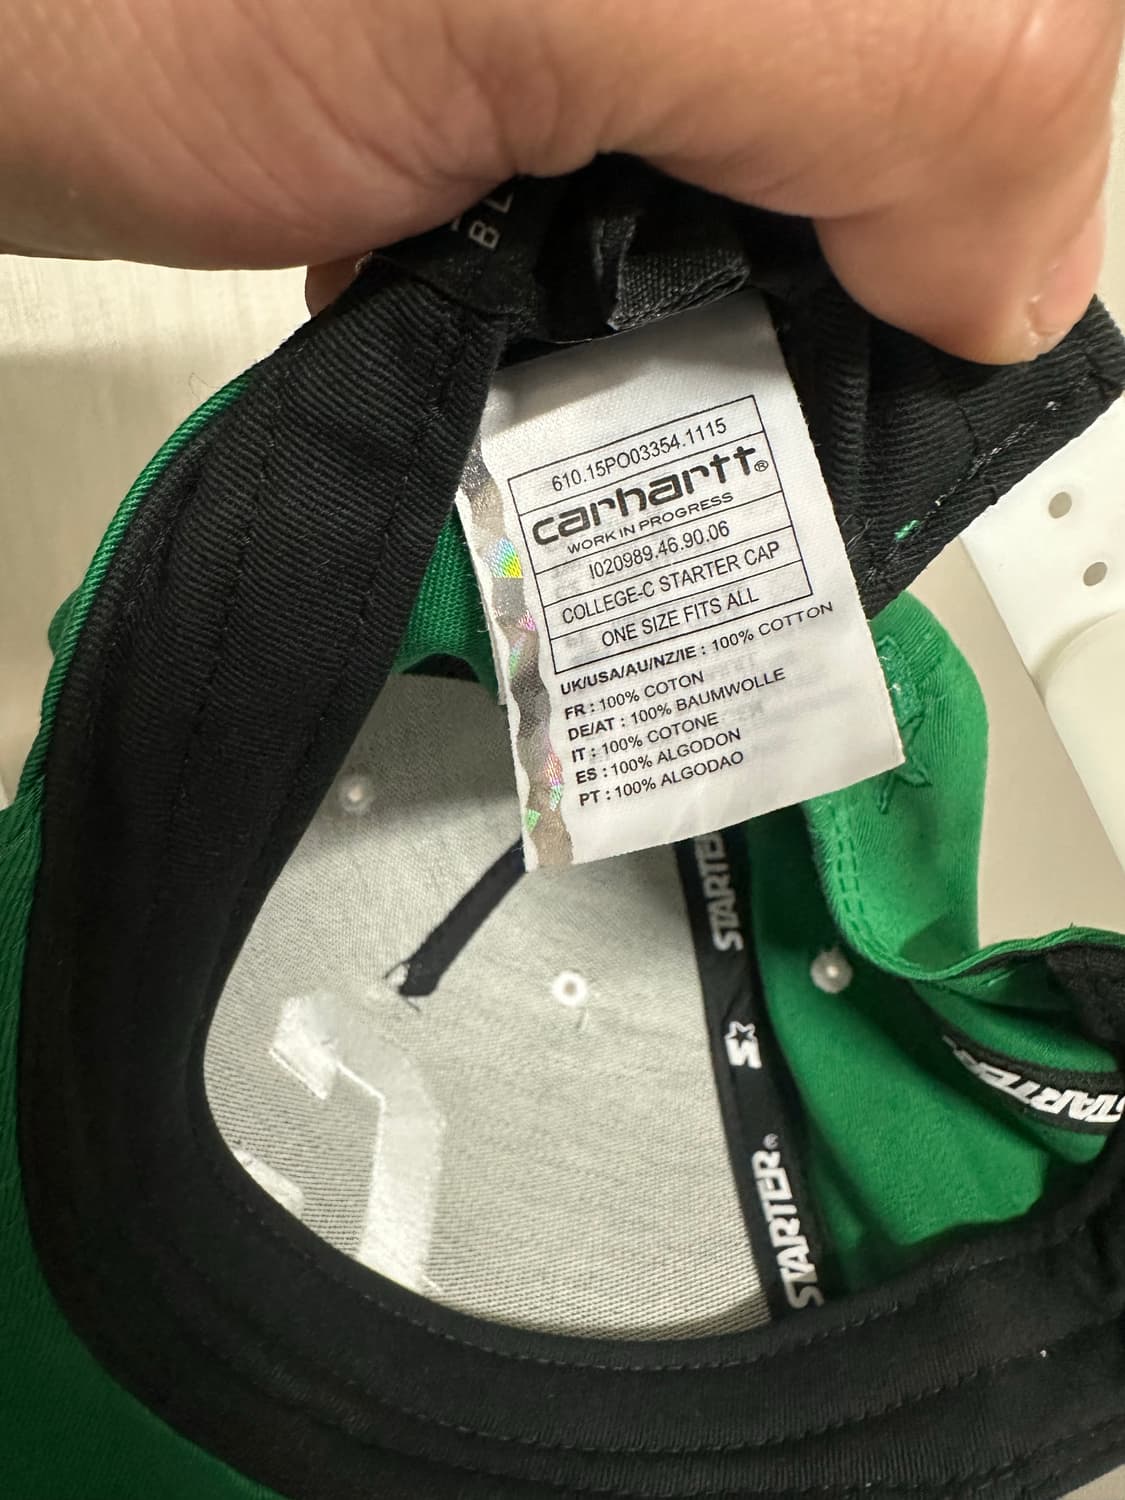 BL
610.15PO03354.1115
carhartt®
WORK IN PROGRESS
I020989.46.90.06
COLLEGE-C STARTER CAP
ONE SIZE FITS ALL
UK/USA/AU/NZ/IE : 100% COTTON
FR : 100% COTON
DE/AT : 100% BAUMWOLLE
IT : 100% COTONE
ES : 100% ALGODON
PT : 100% ALGODAO
STARTER
S
STARTER®
STARTER